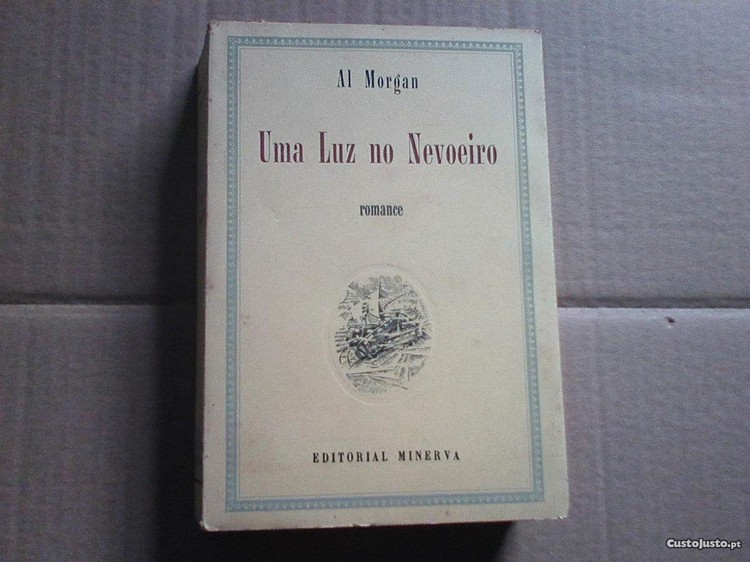 Al Morgan
Uma Luz no Nevoeiro
romance
EDITORIAL MINERVA
CustoJusto.pt